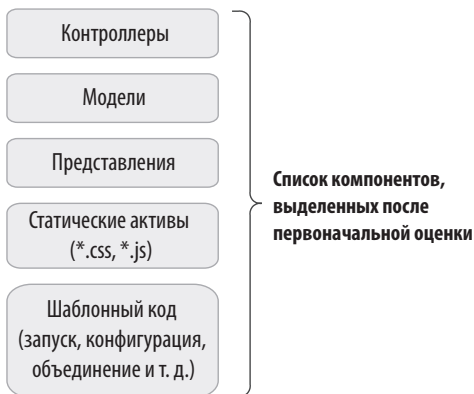 Контроллеры
Модели
Представления
Статические активы
(*.css, *.js)
Шаблонный код
(запуск, конфигурация,
объединение и т. д.)
Список компонентов,
выделенных после
первоначальной оценки